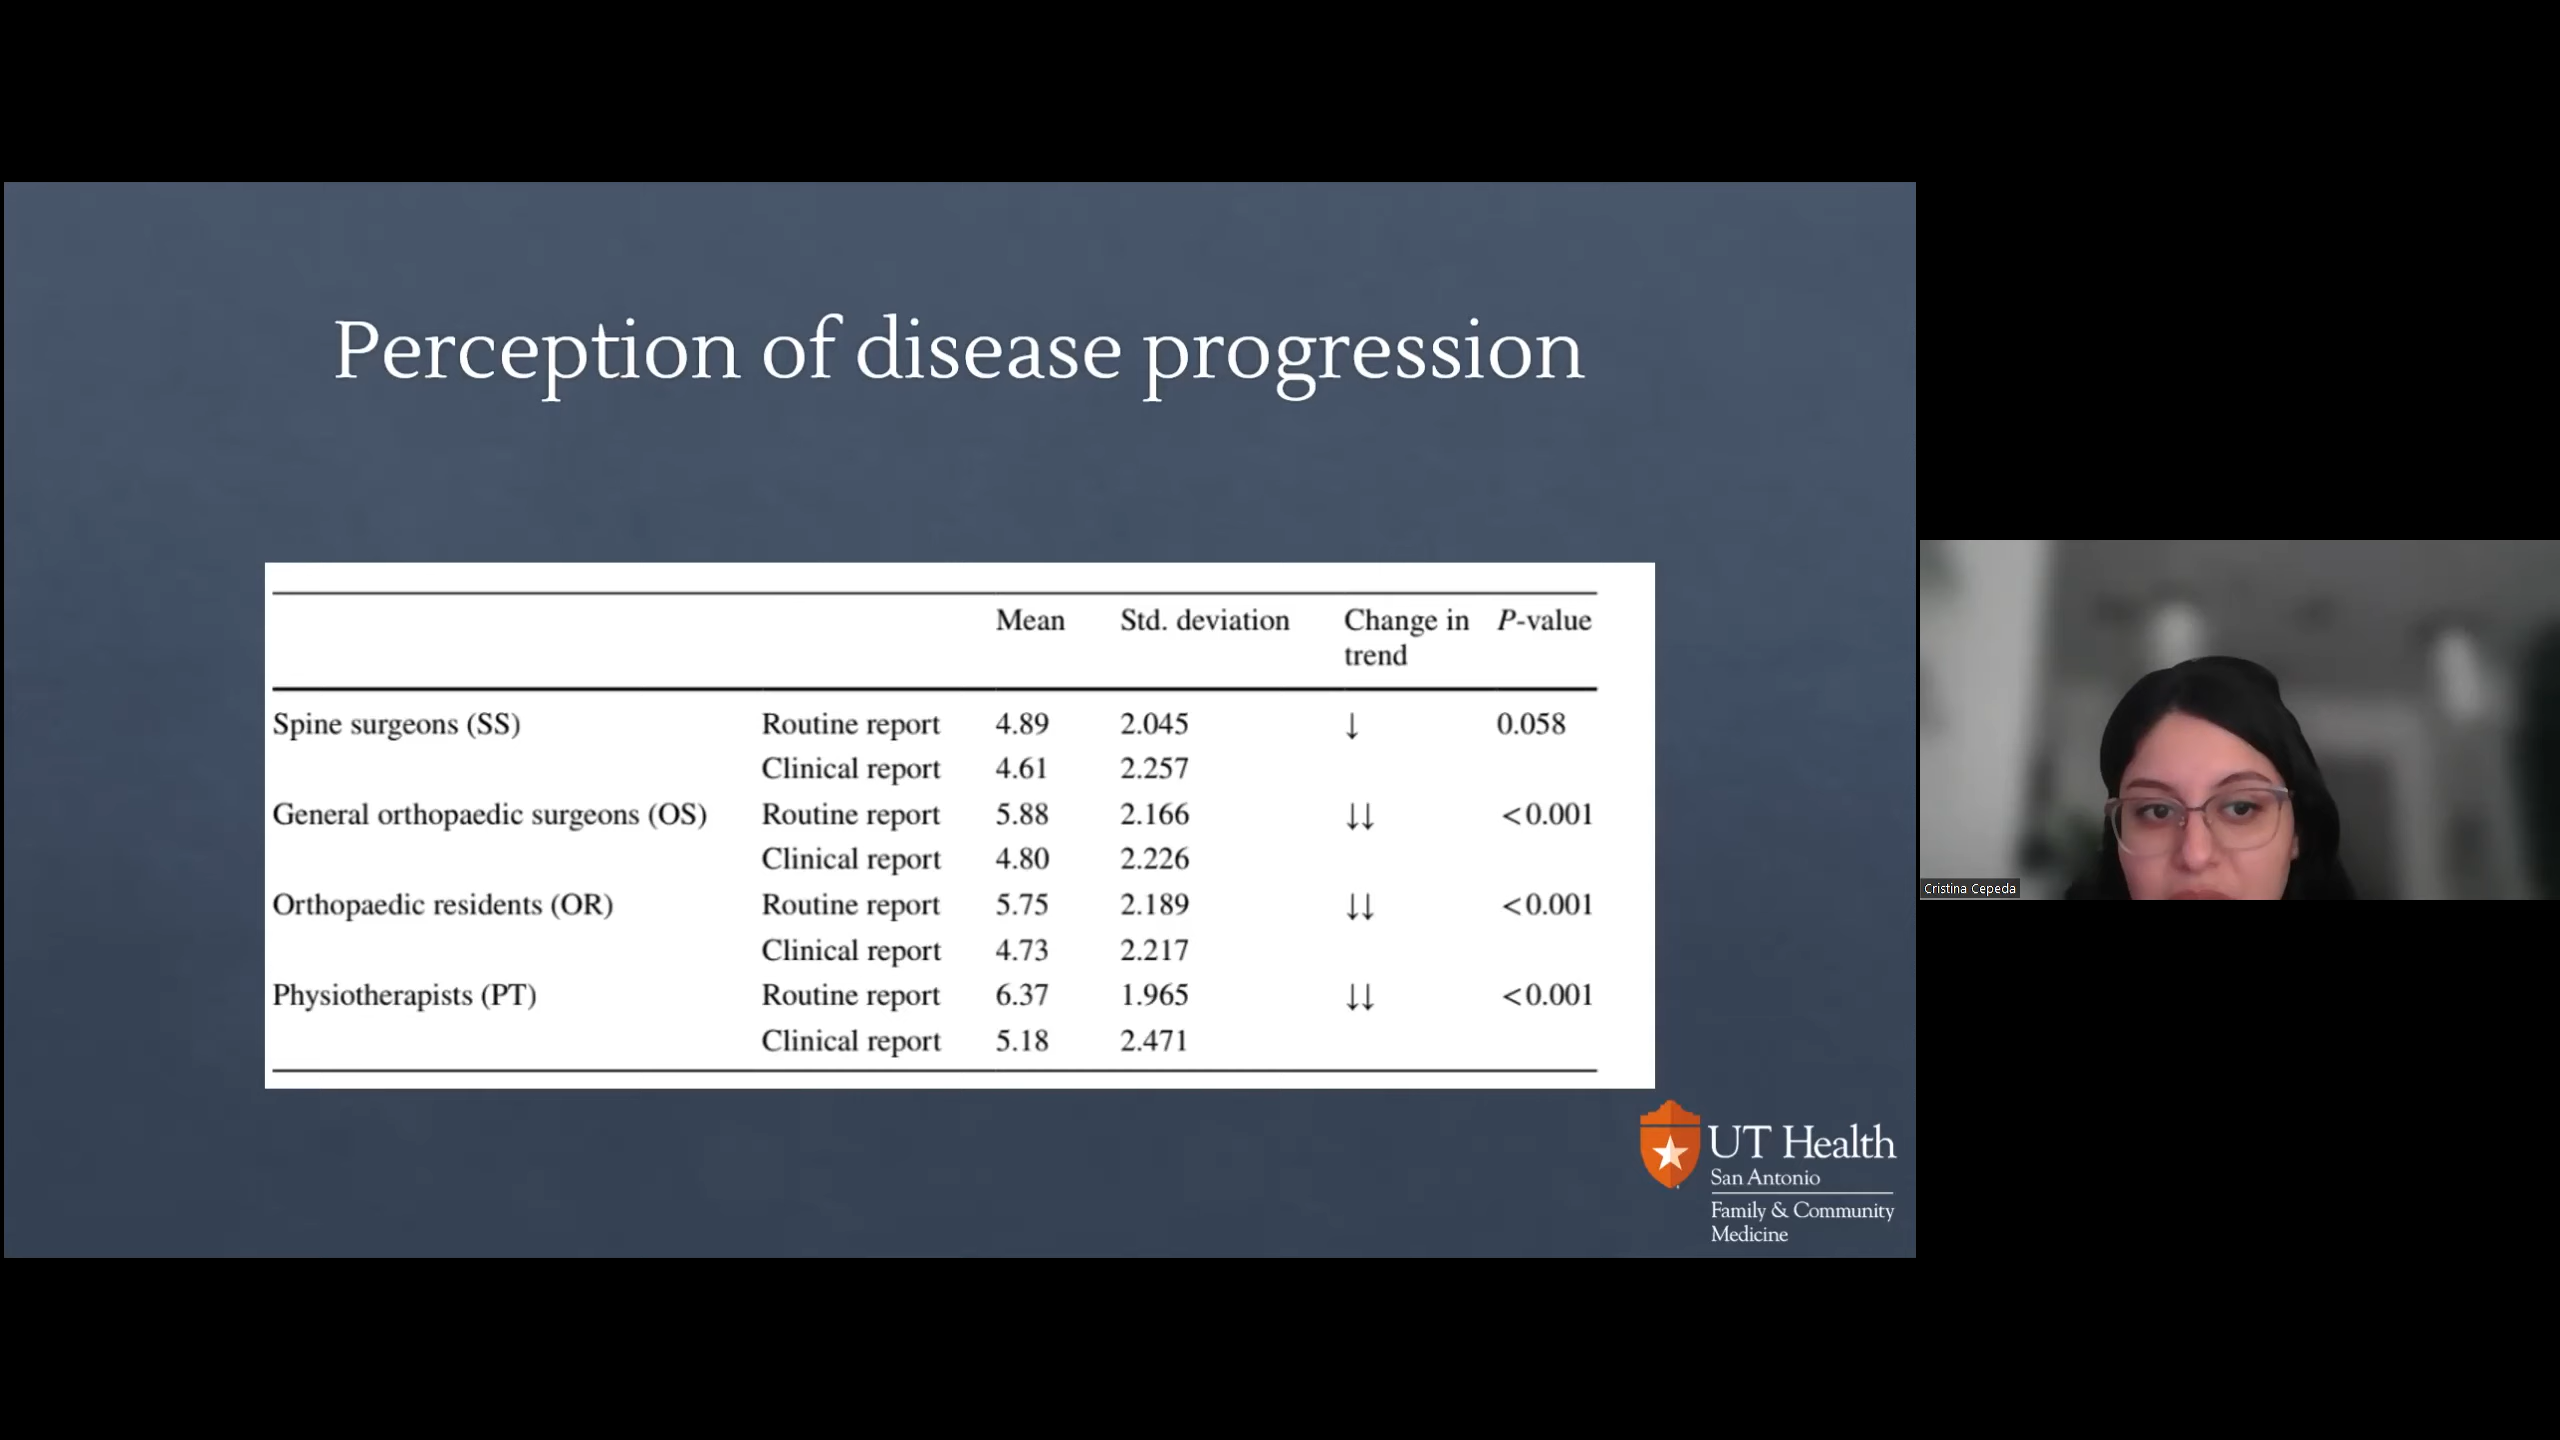 Perception of disease progression
Mean Std. deviation Change in trend P-value
Spine surgeons (SS) Routine report 4.89 2.045 ↓ 0.058
Clinical report 4.61 2.257
General orthopaedic surgeons (OS) Routine report 5.88 2.166 ↓↓ <0.001
Clinical report 4.80 2.226
Orthopaedic residents (OR) Routine report 5.75 2.189 ↓↓ <0.001
Clinical report 4.73 2.217
Physiotherapists (PT) Routine report 6.37 1.965 ↓↓ <0.001
Clinical report 5.18 2.471
UT Health
San Antonio
Family & Community
Medicine
Cristina Cepeda